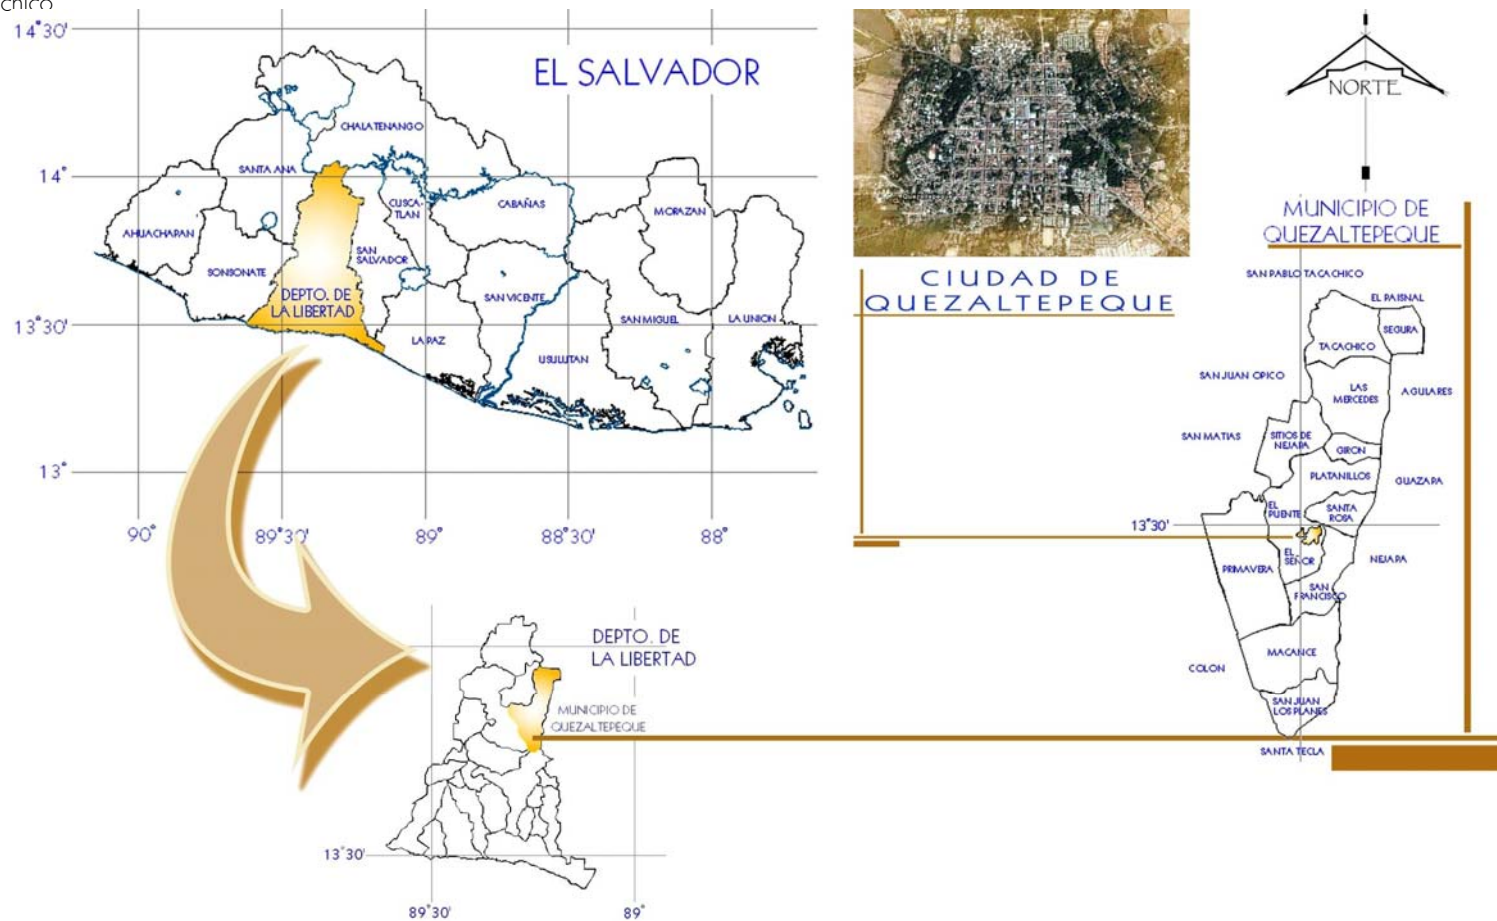 chico
14°30'
EL SALVADOR
CHALATENANGO
14°
SANTA ANA
CUSCA-
TLAN
CABAÑAS
MORAZAN
AHUACHAPAN
SAN
SALVADOR
SONSONATE
DEPTO. DE
LA LIBERTAD
SAN VICENTE
13°30'
LA PAZ
SAN MIGUEL
LA UNION
USULUTAN
13°
90°
89°30'
89°
88°30'
88°
CIUDAD DE
QUEZALTEPEQUE
NORTE
MUNICIPIO DE
QUEZALTEPEQUE
SAN PABLO TACACHICO
EL PAISNAL
SEGURA
TACACHICO
SAN JUAN OPICO
LAS
MERCEDES
AGUILARES
SAN MATIAS
SITIOS DE
NEJAPA
GIRON
PLATANILLOS
GUAZAPA
EL
PUENTE
SANTA
ROSA
13°30'
EL
SEÑOR
NEJAPA
PRIMAVERA
SAN
FRANCISCO
MACANCE
COLON
SAN JUAN
LOS PLANES
SANTA TECLA
DEPTO. DE
LA LIBERTAD
MUNICIPIO DE
QUEZALTEPEQUE
13°30'
89°30'
89°